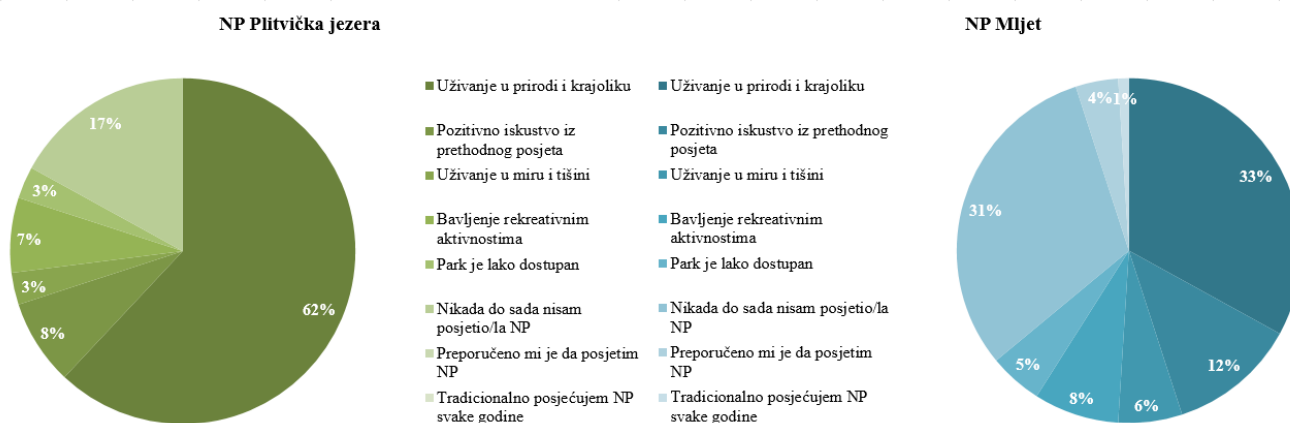 NP Plitvička jezera
17%
3%
7%
3%
8%
62%
Uživanje u prirodi i krajoliku
Pozitivno iskustvo iz
prethodnog posjeta
Uživanje u miru i tišini
Bavljenje rekreativnim
aktivnostima
Park je lako dostupan
Nikada do sada nisam
posjetio/la NP
Preporučeno mi je da posjetim
NP
Tradicionalno posjećujem NP
svake godine
Uživanje u prirodi i krajoliku
Pozitivno iskustvo iz prethodnog
posjeta
Uživanje u miru i tišini
Bavljenje rekreativnim
aktivnostima
Park je lako dostupan
Nikada do sada nisam posjetio/la
NP
Preporučeno mi je da posjetim
NP
Tradicionalno posjećujem NP
svake godine
NP Mljet
4%
1%
33%
31%
12%
5%
8%
6%